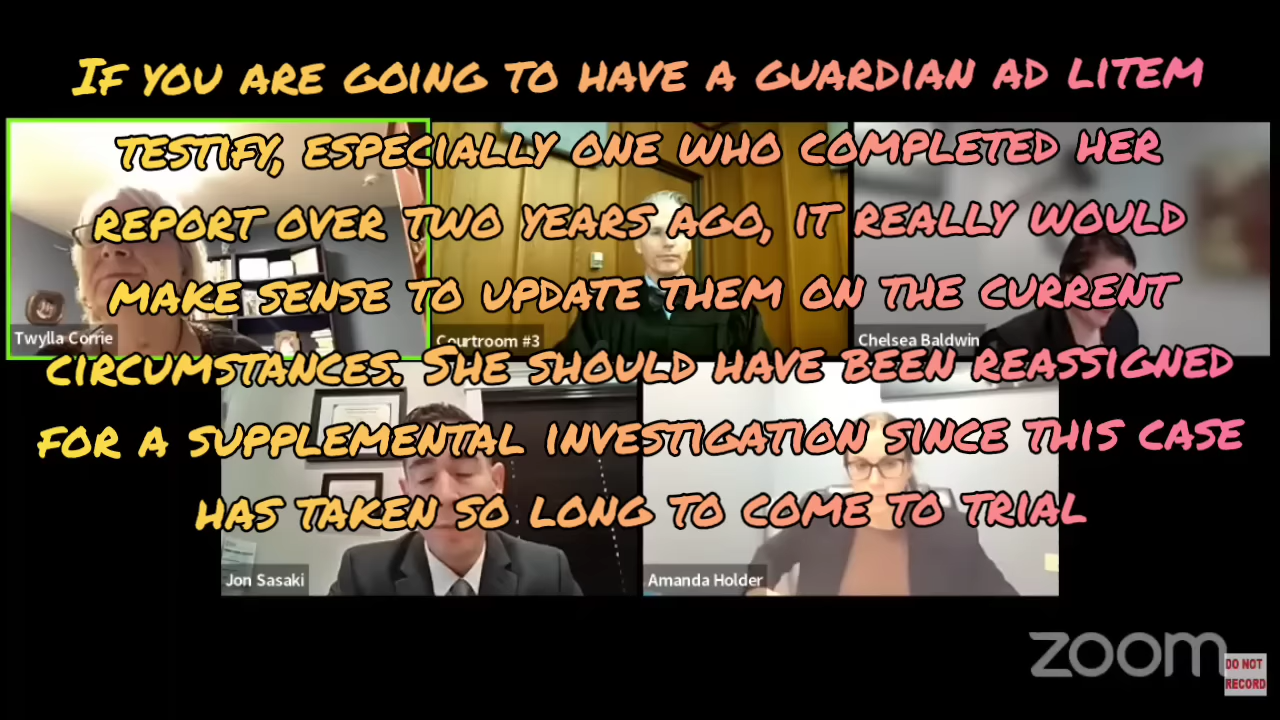 If you are going to have a guardian ad litem
testify, especially one who completed her
report over two years ago, it really would
make sense to update them on the current
circumstances. She should have been reassigned
for a supplemental investigation since this case
has taken so long to come to trial
Twylla Corrie
Courtroom #3
Chelsea Baldwin
Jon Sasaki
Amanda Holder
zoom
DO NOT
RECORD